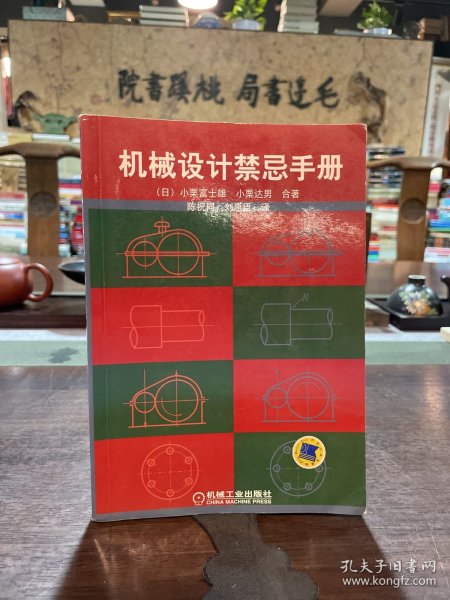 院書蹊桃 局書逢毛
机械设计禁忌手册
（日）小栗富士雄 小栗达男 合著
陈祝同 刘惠臣 译
R
机械工业出版社
CHINA MACHINE PRESS
孔夫子旧书网
www.kongfz.com